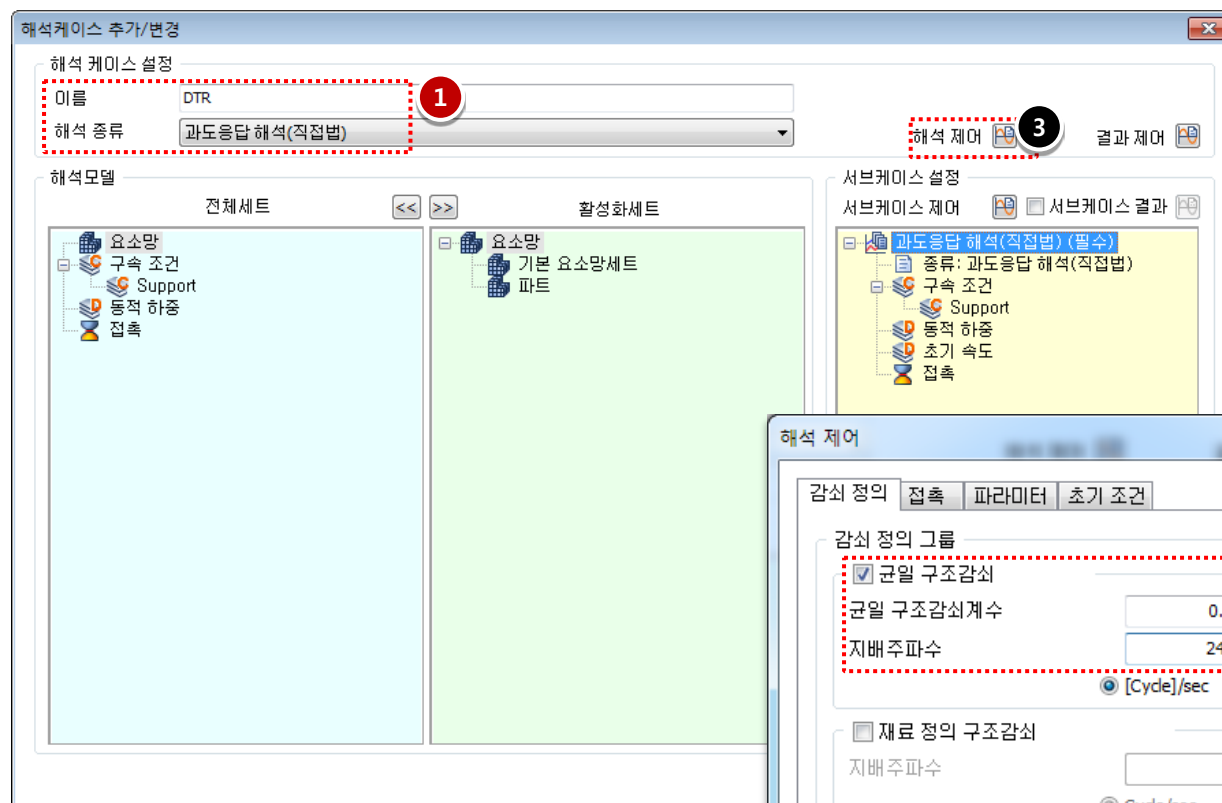 해석케이스 추가/변경
해석 케이스 설정
이름 DTR
1
해석 종류 과도응답 해석(직접법)
해석 제어
3
결과 제어
해석모델
전체세트 << >> 활성화세트
요소망
구속 조건
Support
동적 하중
접촉
요소망
기본 요소망세트
파트
서브케이스 설정
서브케이스 제어 서브케이스 결과
과도응답 해석(직접법) (필수)
종류: 과도응답 해석(직접법)
구속 조건
Support
동적 하중
초기 속도
접촉
해석 제어
감쇠 정의 접촉 파라미터 초기 조건
감쇠 정의 그룹
균일 구조감쇠
균일 구조감쇠계수 0.
지배주파수 24
[Cycle]/sec
재료 정의 구조감쇠
지배주파수